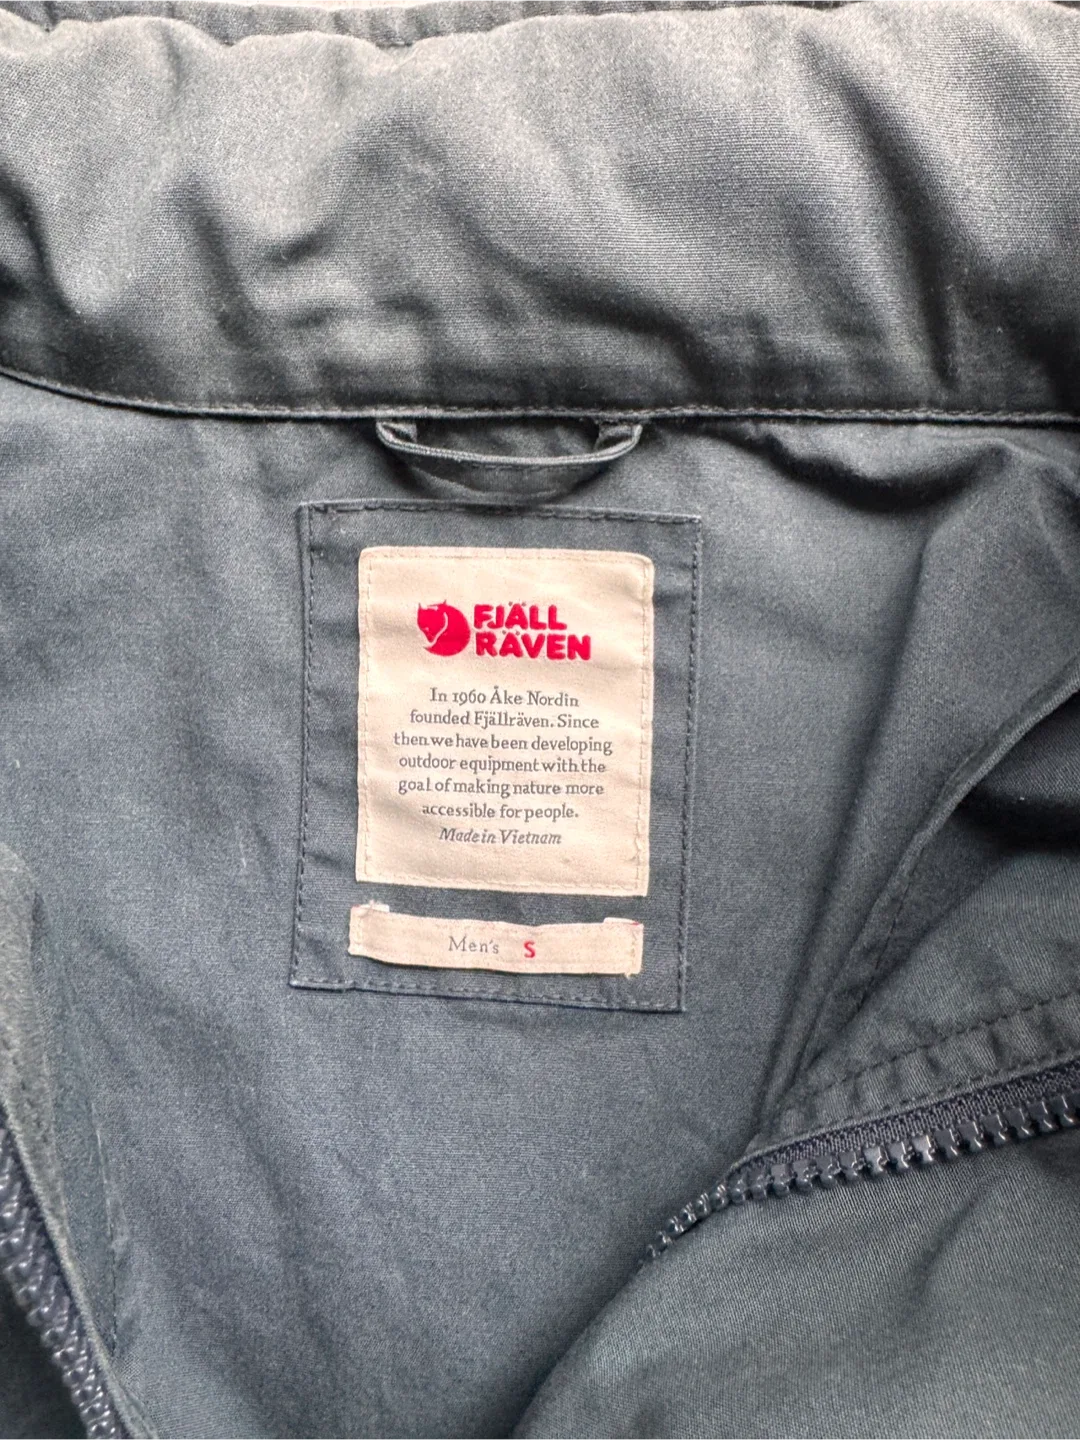 FJÄLL
RÄVEN
In 1960 Åke Nordin
founded Fjällräven. Since
then we have been developing
outdoor equipment with the
goal of making nature more
accessible for people.
Made in Vietnam
Men's S